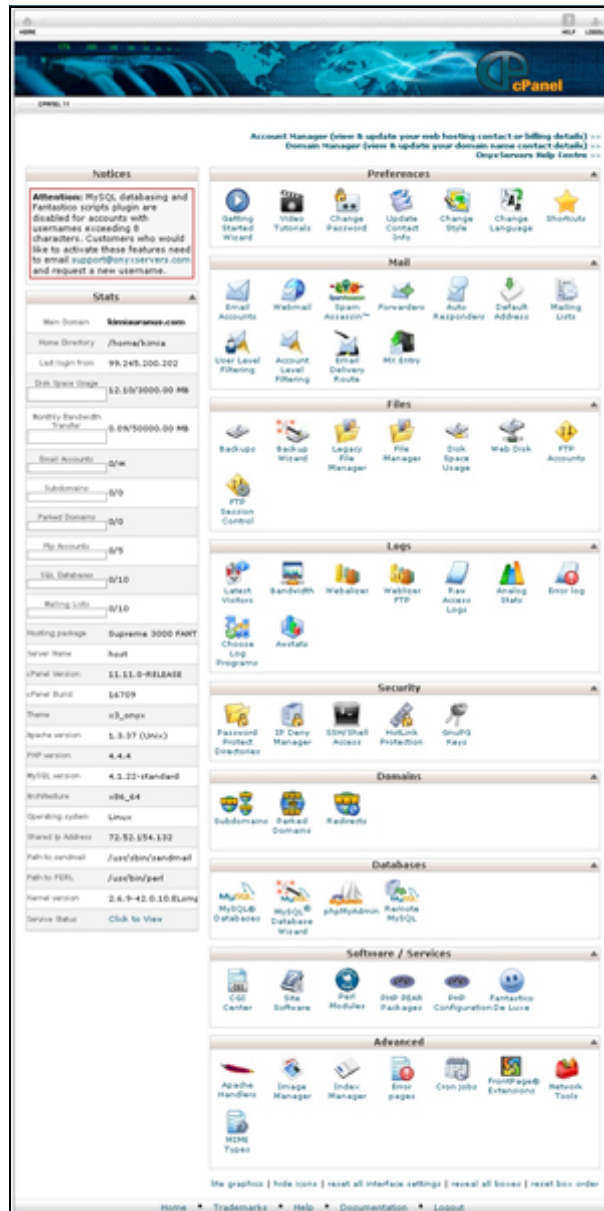 HOME
HELP
LOGOUT
cPanel
CPANEL 11
Account Manager (view & update your web hosting contact or billing details) >>
Domain Manager (view & update your domain name contact details) >>
OnyxServers Help Centre >>
Notices
Attention: MySQL databasing and
Fantastico scripts plugin are
disabled for accounts with
usernames exceeding 8
characters. Customers who would
like to activate these features need
to email support@onyxservers.com
and request a new username.
Stats
Main Domain kimiauranus.com
Home Directory /home/kimia
Last login from 99.245.200.202
Disk Space Usage 12.10/3000.00 MB
Monthly Bandwidth Transfer 0.09/50000.00 MB
Email Accounts 0/∞
Subdomains 0/0
Parked Domains 0/0
Ftp Accounts 0/5
SQL Databases 0/10
Mailing Lists 0/10
Hosting package Supreme 3000 FANT
Server Name host
cPanel Version 11.11.0-RELEASE
cPanel Build 16709
Theme x3_onyx
Apache version 1.3.37 (Unix)
PHP version 4.4.4
MySQL version 4.1.22-standard
Architecture x86_64
Operating system Linux
Shared Ip Address 72.52.154.132
Path to sendmail /usr/sbin/sendmail
Path to PERL /usr/bin/perl
Kernel version
Service Status Click to View
Preferences
Getting Started Wizard
Video Tutorials
Change Password
Update Contact Info
Change Style
Change Language
Shortcuts
Mail
Email Accounts
Webmail
Spam Assassin™
Forwarders
Auto Responders
Default Address
Mailing Lists
User Level Filtering
Account Level Filtering
Email Delivery Route
MX Entry
Files
Backups
Backup Wizard
Legacy File Manager
File Manager
Disk Space Usage
Web Disk
FTP Accounts
FTP Session Control
Logs
Latest Visitors
Bandwidth
Webalizer
Webalizer FTP
Raw Access Logs
Analog Stats
Error log
Choose Log Programs
Awstats
Security
Password Protect Directories
IP Deny Manager
SSH/Shell Access
HotLink Protection
GnuPG Keys
Domains
Subdomains
Parked Domains
Redirects
Databases
MySQL® Databases
MySQL® Database Wizard
phpMyAdmin
Remote MySQL
Software / Services
CGI Center
Site Software
Perl Modules
PHP PEAR Packages
PHP Configuration
Fantastico De Luxe
Advanced
Apache Handlers
Image Manager
Index Manager
Error pages
Cron jobs
FrontPage® Extensions
Network Tools
MIME Types
lite graphics | hide icons | reset all interface settings | reveal all boxes | reset box order
Home • Trademarks • Help • Documentation • Logout